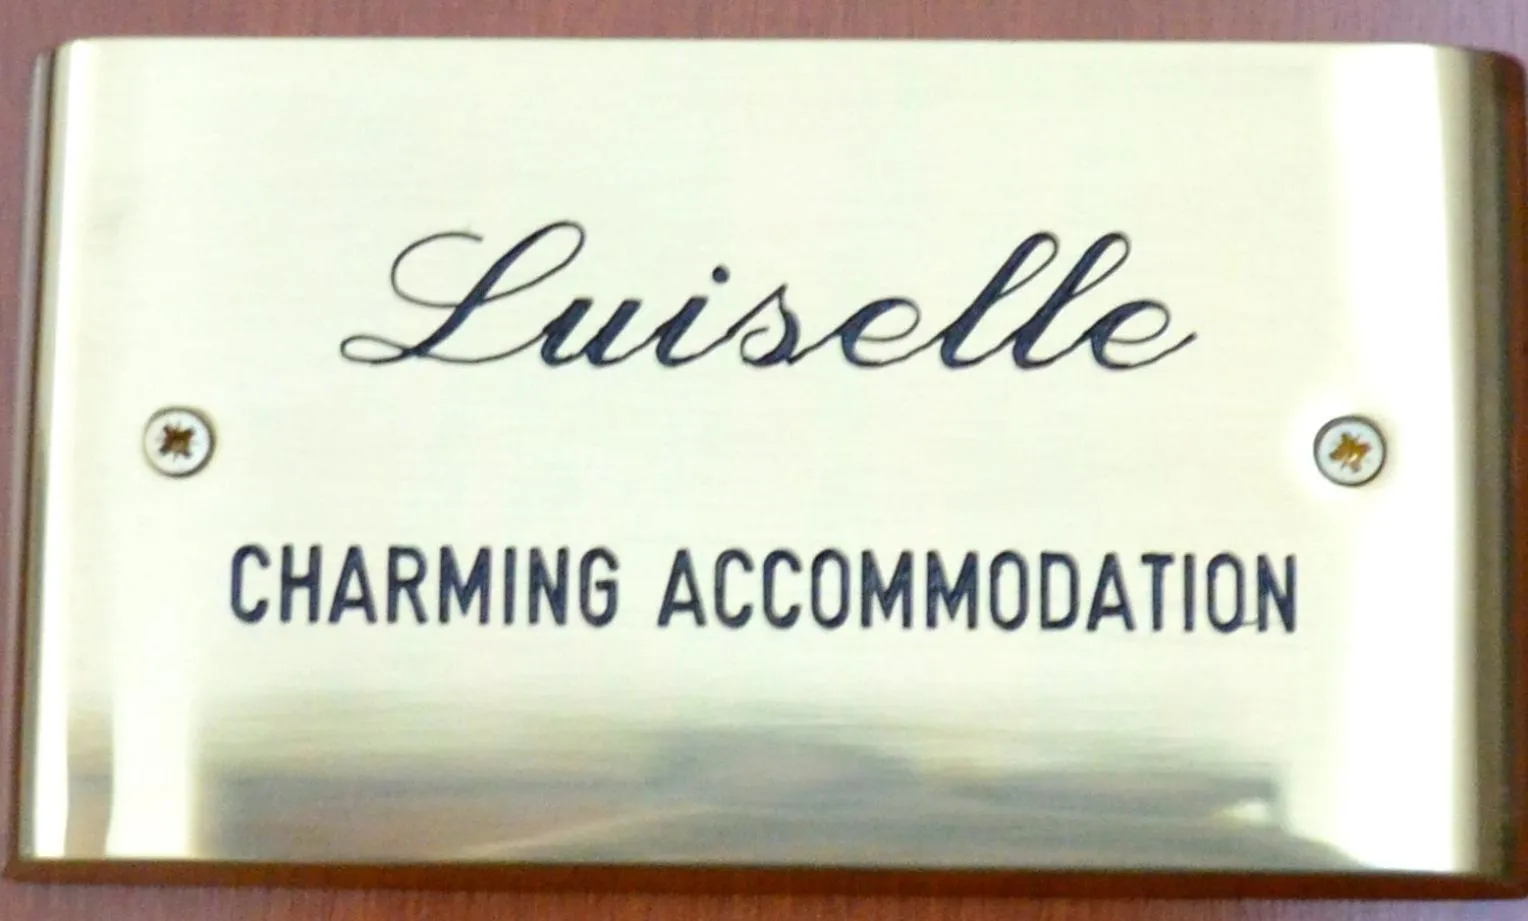 Luiselle
CHARMING ACCOMMODATION